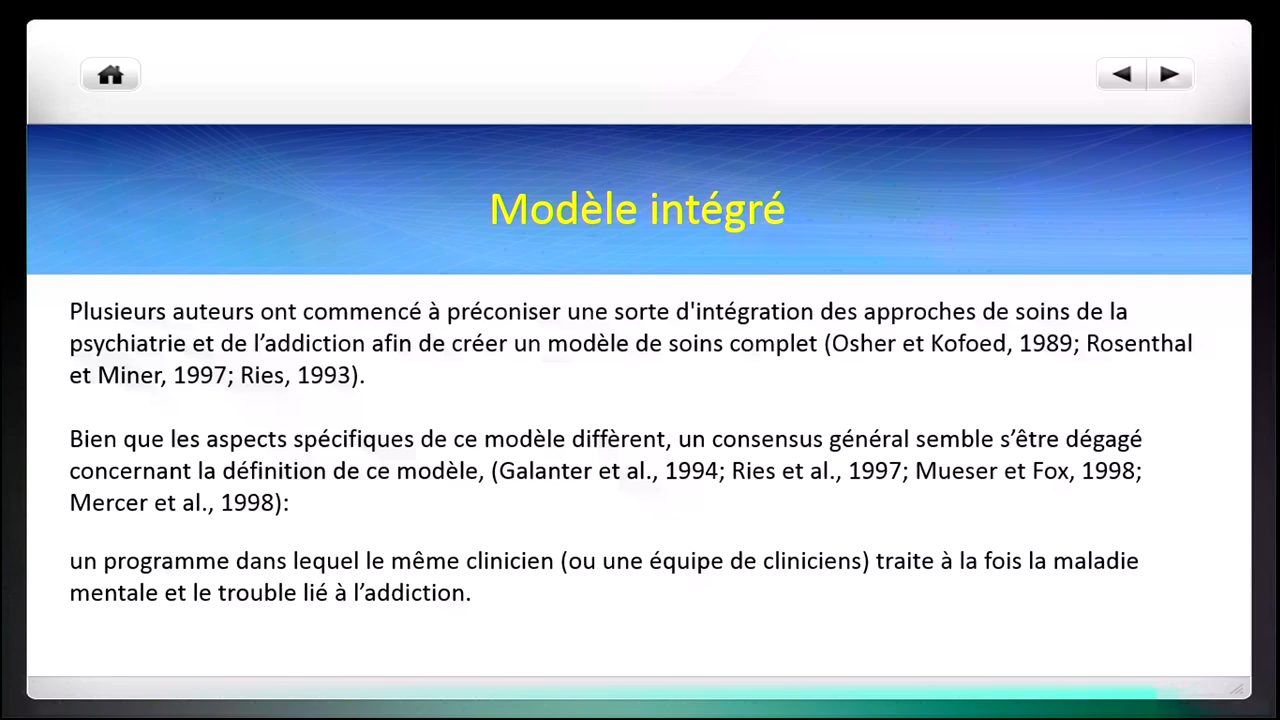 Modèle intégré
Plusieurs auteurs ont commencé à préconiser une sorte d'intégration des approches de soins de la
psychiatrie et de l’addiction afin de créer un modèle de soins complet (Osher et Kofoed, 1989; Rosenthal
et Miner, 1997; Ries, 1993).
Bien que les aspects spécifiques de ce modèle diffèrent, un consensus général semble s’être dégagé
concernant la définition de ce modèle, (Galanter et al., 1994; Ries et al., 1997; Mueser et Fox, 1998;
Mercer et al., 1998):
un programme dans lequel le même clinicien (ou une équipe de cliniciens) traite à la fois la maladie
mentale et le trouble lié à l’addiction.